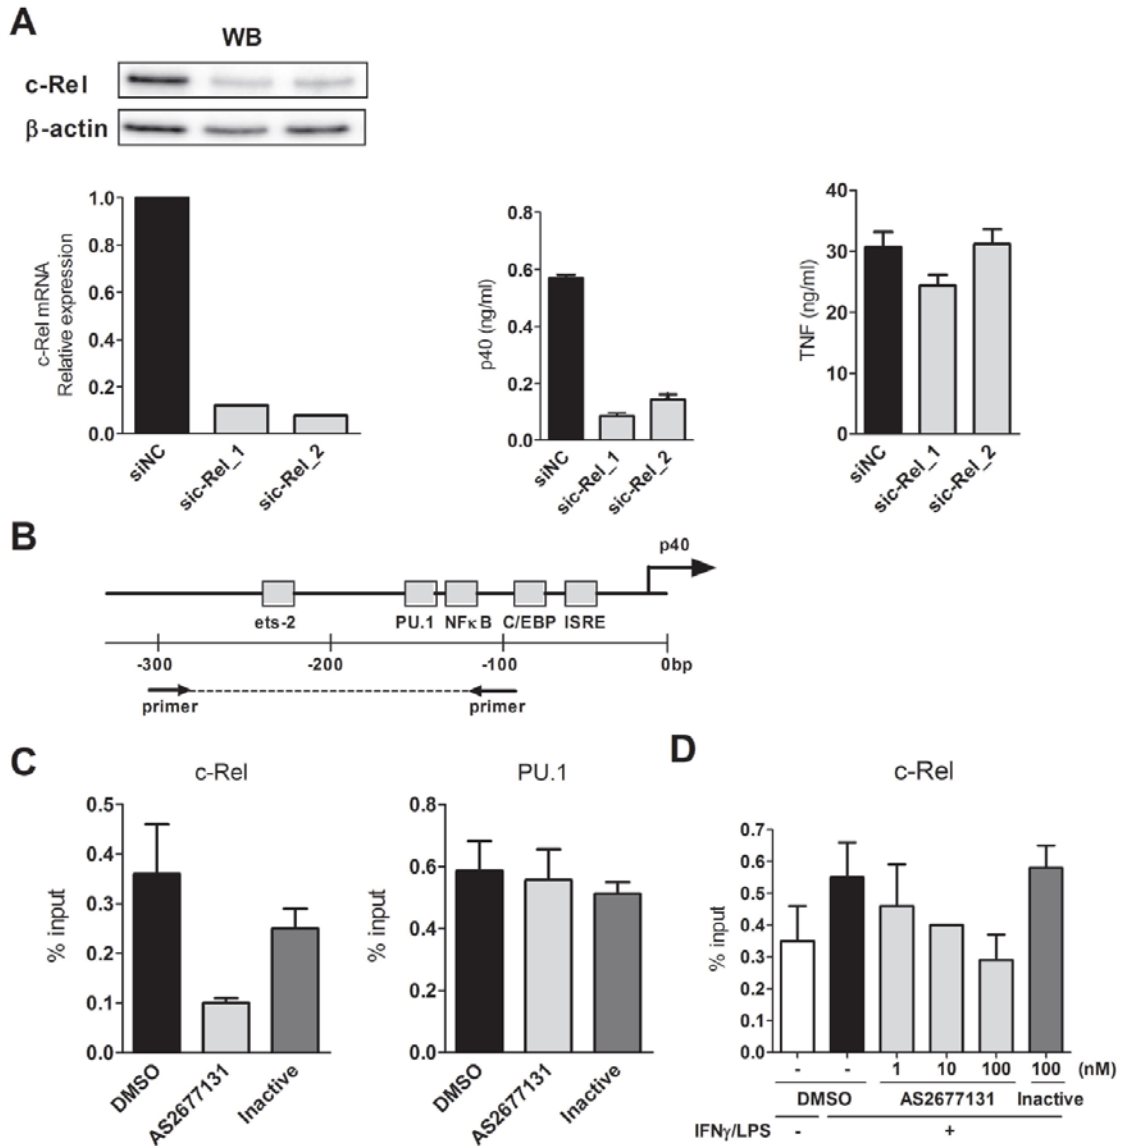 A
WB
c-Rel
β-actin
c-Rel mRNA
Relative expression
1.0
0.8
0.6
0.4
0.2
0.0
siNC
sic-Rel_1
sic-Rel_2
p40 (ng/ml)
0.8
0.6
0.4
0.2
0.0
siNC
sic-Rel_1
sic-Rel_2
TNF (ng/ml)
40
30
20
10
0
siNC
sic-Rel_1
sic-Rel_2
B
p40
ets-2 PU.1 NFκB C/EBP ISRE
-300 -200 -100 0bp
primer primer
C
c-Rel
% input
0.5
0.4
0.3
0.2
0.1
0.0
DMSO
AS2677131
Inactive
PU.1
% input
0.8
0.6
0.4
0.2
0.0
DMSO
AS2677131
Inactive
D
c-Rel
% input
0.7
0.6
0.5
0.4
0.3
0.2
0.1
0.0
- - 1 10 100 100 (nM)
DMSO AS2677131 Inactive
IFNγ/LPS - +